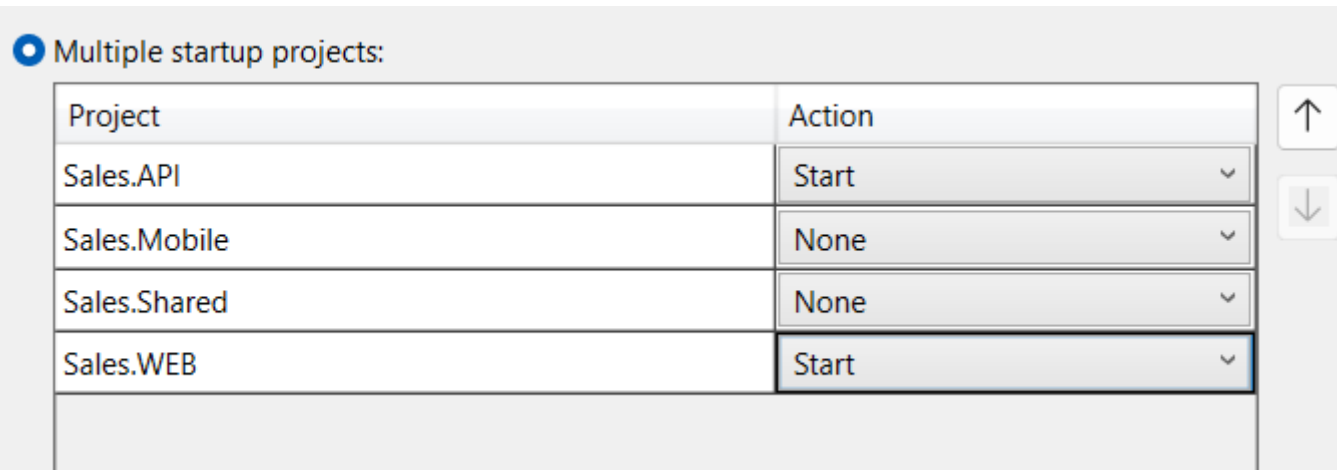 Multiple startup projects:
Project Action
Sales.API Start
Sales.Mobile None
Sales.Shared None
Sales.WEB Start